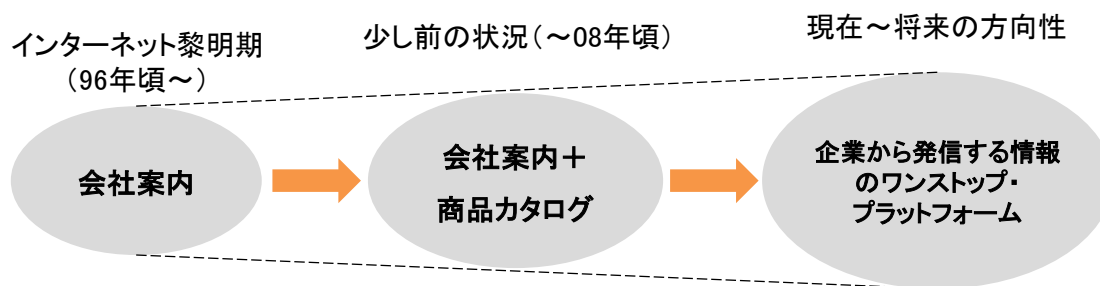 インターネット黎明期
（96年頃～）
少し前の状況（～08年頃）
現在～将来の方向性
会社案内
会社案内＋
商品カタログ
企業から発信する情報
のワンストップ・
プラットフォーム